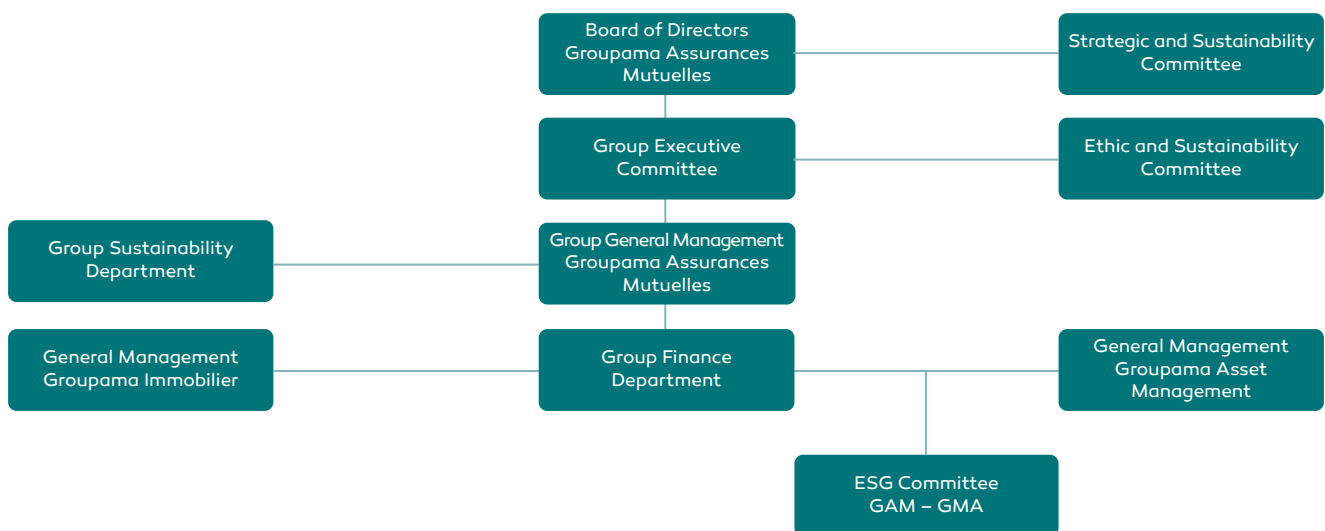 Board of Directors
Groupama Assurances
Mutuelles
Strategic and Sustainability
Committee
Group Executive
Committee
Ethic and Sustainability
Committee
Group Sustainability
Department
Group General Management
Groupama Assurances
Mutuelles
General Management
Groupama Immobilier
Group Finance
Department
General Management
Groupama Asset
Management
ESG Committee
GAM – GMA